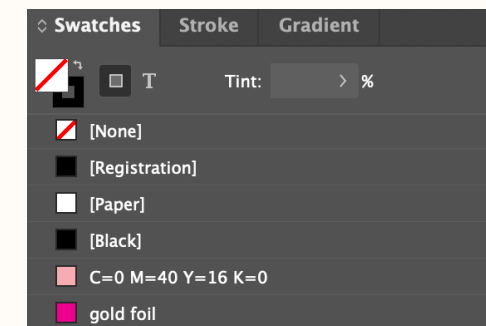 Swatches Stroke Gradient
T Tint: %
[None]
[Registration]
[Paper]
[Black]
C=0 M=40 Y=16 K=0
gold foil